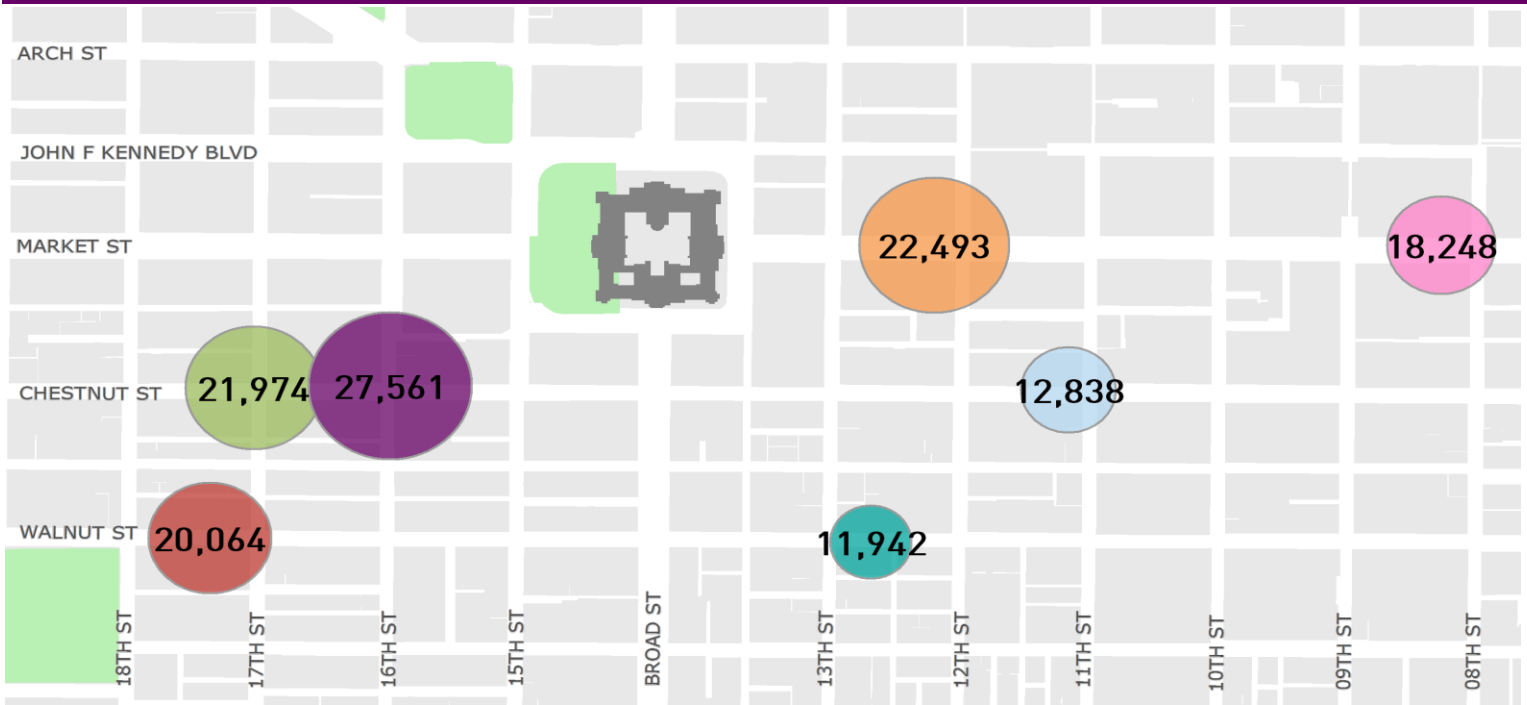 ARCH ST
JOHN F KENNEDY BLVD
MARKET ST
22,493
18,248
CHESTNUT ST
21,974
27,561
12,838
WALNUT ST
20,064
11,942
18TH ST
17TH ST
16TH ST
15TH ST
BROAD ST
13TH ST
12TH ST
11TH ST
10TH ST
09TH ST
08TH ST